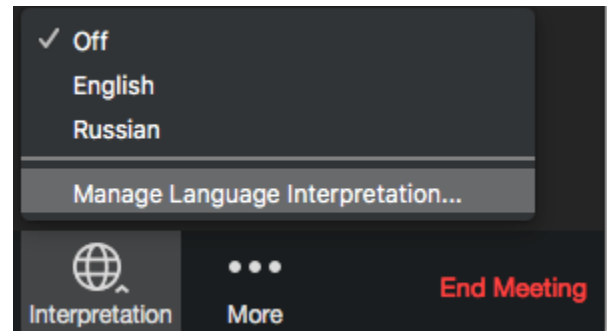 Off
English
Russian
Manage Language Interpretation...
Interpretation
More
End Meeting